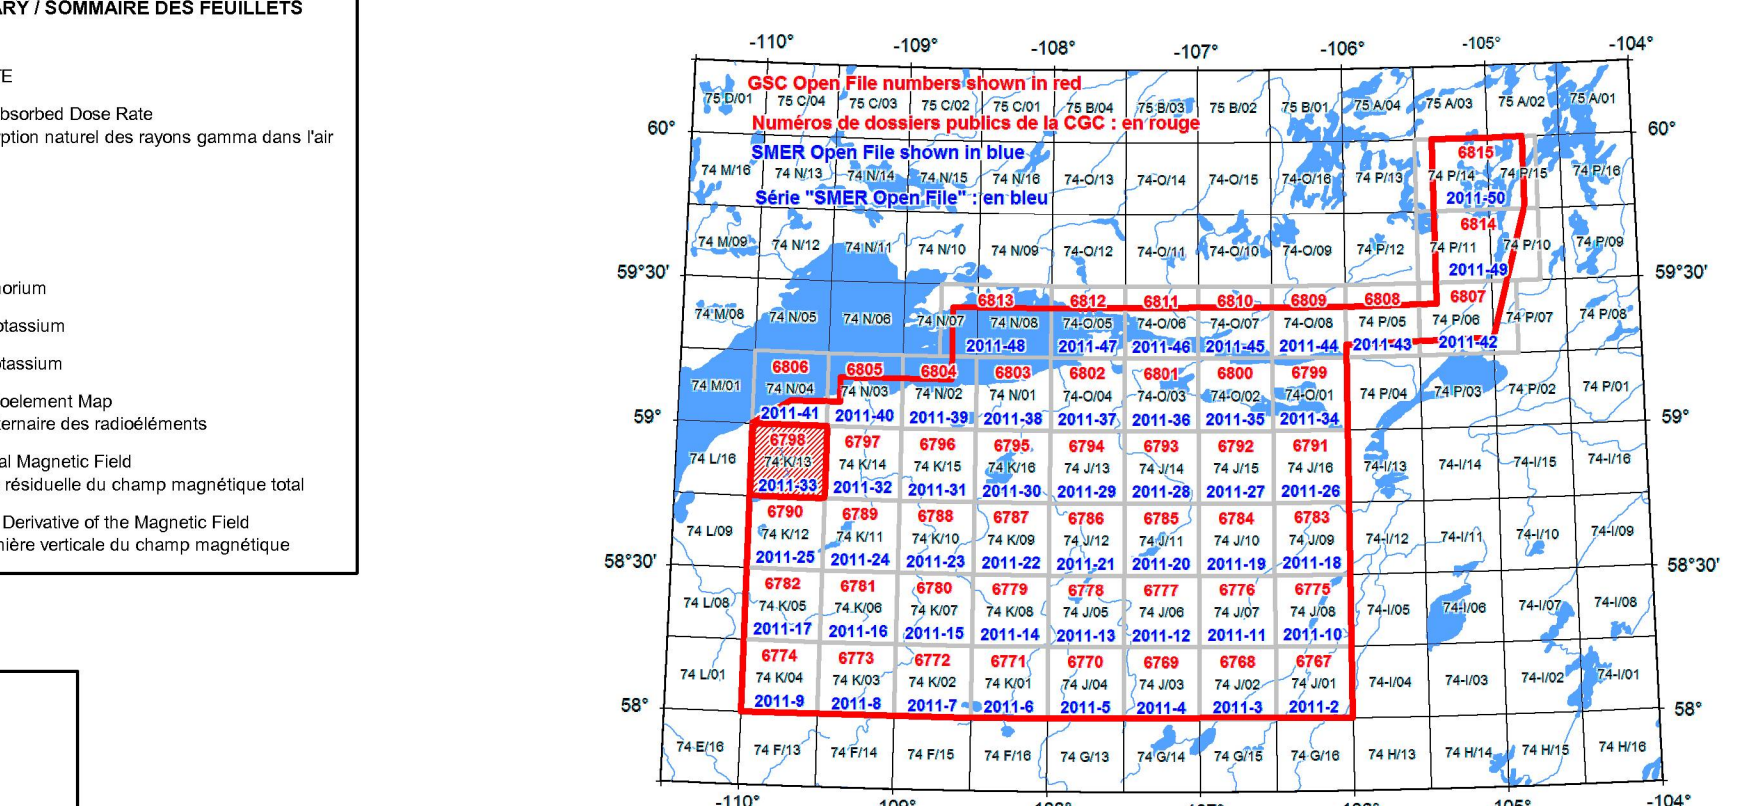 ARY / SOMMAIRE DES FEUILLETS
TE
bsorbed Dose Rate
ption naturel des rayons gamma dans l'air
orium
otassium
otassium
oelement Map
ernaire des radioéléments
al Magnetic Field
résiduelle du champ magnétique total
Derivative of the Magnetic Field
nière verticale du champ magnétique
-110° -109° -108° -107° -106° -105° -104°
GSC Open File numbers shown in red
75 D/01 75 C/04 75 C/03 75 C/02 75 C/01 75 B/04 75 B/03 75 B/02 75 B/01 75 A/04 75 A/03 75 A/02 75 A/01
Numéros de dossiers publics de la CGC : en rouge
60° 60°
SMER Open File shown in blue
6815
74 M/16 74 N/13 74 N/14 74 N/15 74 N/16 74-O/13 74-O/14 74-O/15 74-O/16 74 P/13 74 P/14 74 P/15 74 P/16
Série "SMER Open File" : en bleu
2011-50
6814
74 M/09 74 N/12 74 N/11 74 N/10 74 N/09 74-O/12 74-O/11 74-O/10 74-O/09 74 P/12 74 P/11 74 P/10 74 P/09
2011-49
59°30' 59°30'
6813 6812 6811 6810 6809 6808 6807
74 M/08 74 N/05 74 N/06 74 N/07 74 N/08 74-O/05 74-O/06 74-O/07 74-O/08 74 P/05 74 P/06 74 P/07 74 P/08
2011-48 2011-47 2011-46 2011-45 2011-44 2011-43 2011-42
6806 6805 6804 6803 6802 6801 6800 6799
74 M/01 74 N/04 74 N/03 74 N/02 74 N/01 74-O/04 74-O/03 74-O/02 74-O/01 74 P/04 74 P/03 74 P/02 74 P/01
2011-41 2011-40 2011-39 2011-38 2011-37 2011-36 2011-35 2011-34
59° 59°
6798 6797 6796 6795 6794 6793 6792 6791
74 L/16 74 K/13 74 K/14 74 K/15 74 K/16 74 J/13 74 J/14 74 J/15 74 J/16 74-I/13 74-I/14 74-I/15 74-I/16
2011-33 2011-32 2011-31 2011-30 2011-29 2011-28 2011-27 2011-26
6790 6789 6788 6787 6786 6785 6784 6783
74 L/09 74 K/12 74 K/11 74 K/10 74 K/09 74 J/12 74 J/11 74 J/10 74 J/09 74-I/12 74-I/11 74-I/10 74-I/09
2011-25 2011-24 2011-23 2011-22 2011-21 2011-20 2011-19 2011-18
58°30' 58°30'
6782 6781 6780 6779 6778 6777 6776 6775
74 L/08 74 K/05 74 K/06 74 K/07 74 K/08 74 J/05 74 J/06 74 J/07 74 J/08 74-I/05 74-I/06 74-I/07 74-I/08
2011-17 2011-16 2011-15 2011-14 2011-13 2011-12 2011-11 2011-10
6774 6773 6772 6771 6770 6769 6768 6767
74 L/01 74 K/04 74 K/03 74 K/02 74 K/01 74 J/04 74 J/03 74 J/02 74 J/01 74-I/04 74-I/03 74-I/02 74-I/01
2011-9 2011-8 2011-7 2011-6 2011-5 2011-4 2011-3 2011-2
58° 58°
74 E/16 74 F/13 74 F/14 74 F/15 74 F/16 74 G/13 74 G/14 74 G/15 74 G/16 74 H/13 74 H/14 74 H/15 74 H/16
-110° -109° -108° -107° -106° -105° -104°